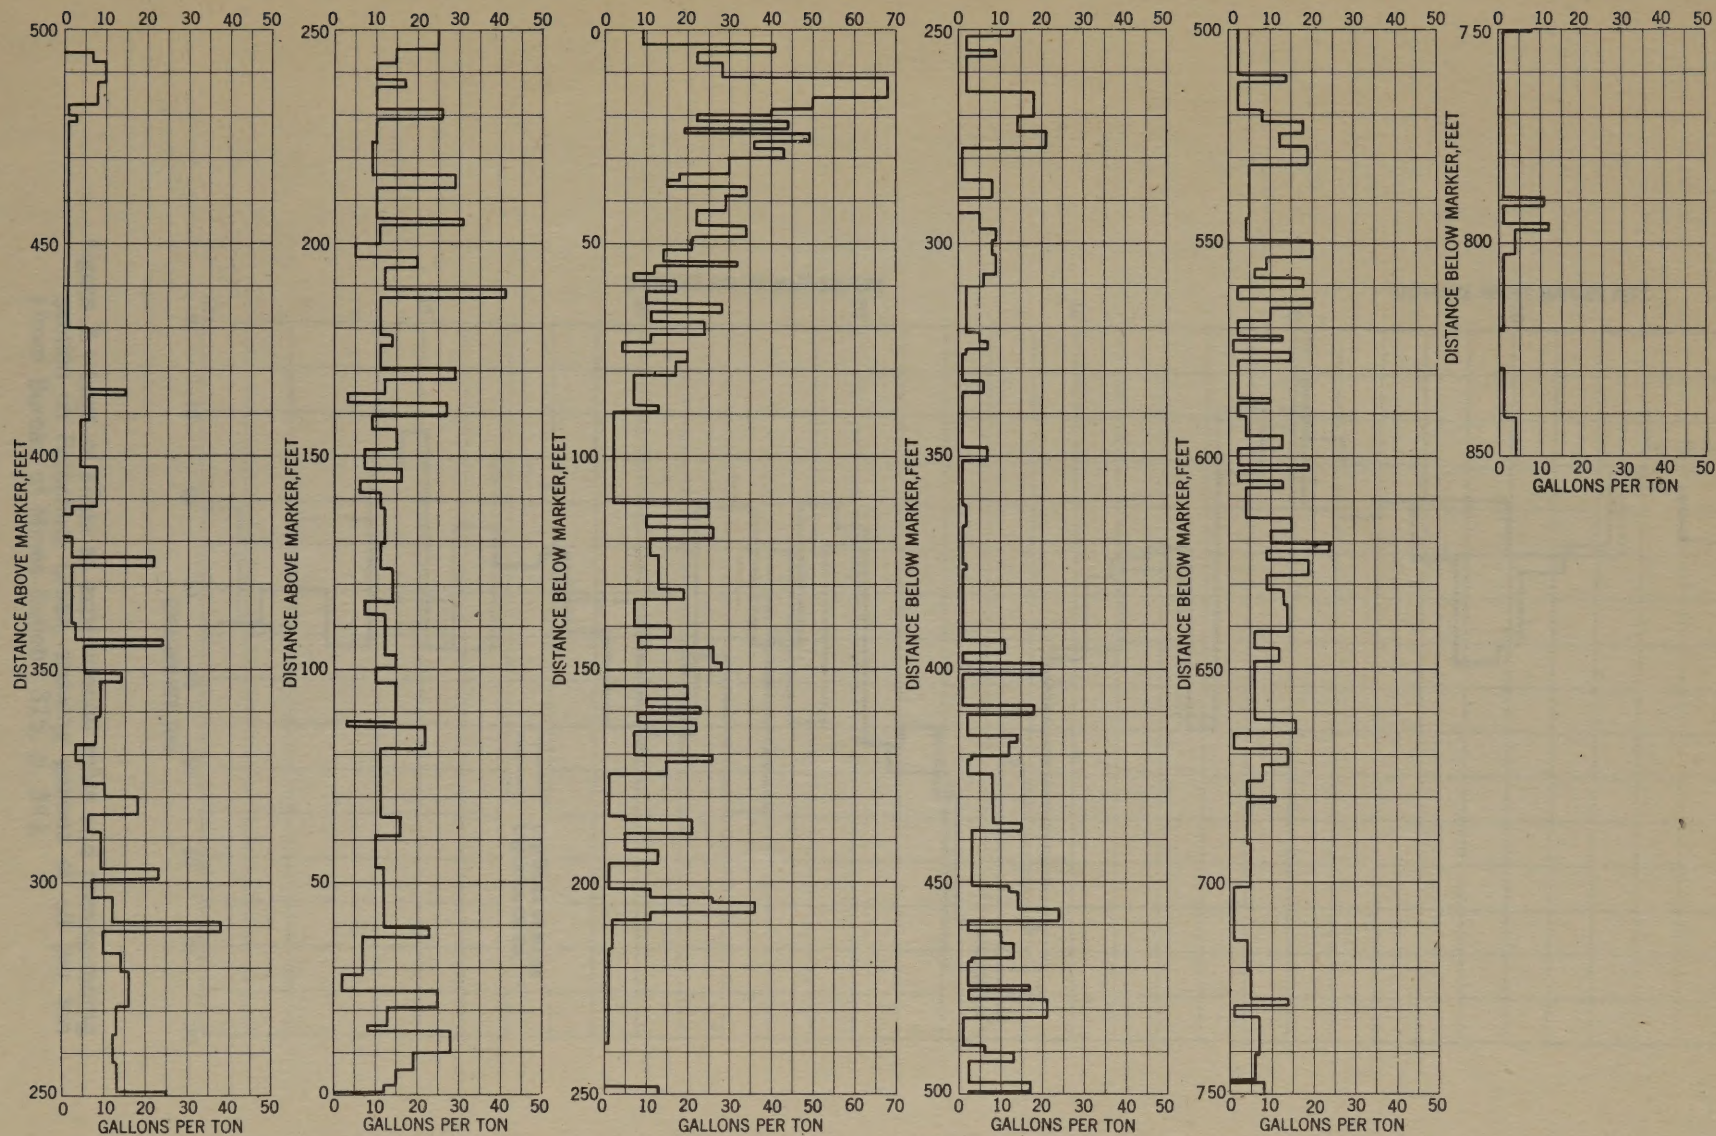 0 10 20 30 40 50
500
450
400
350
300
250
0 10 20 30 40 50
GALLONS PER TON
DISTANCE ABOVE MARKER, FEET
0 10 20 30 40 50
250
200
150
100
50
0
0 10 20 30 40 50
GALLONS PER TON
DISTANCE ABOVE MARKER, FEET
0 10 20 30 40 50 60 70
0
50
100
150
200
250
0 10 20 30 40 50 60 70
GALLONS PER TON
DISTANCE BELOW MARKER, FEET
0 10 20 30 40 50
250
300
350
400
450
500
0 10 20 30 40 50
GALLONS PER TON
DISTANCE BELOW MARKER, FEET
0 10 20 30 40 50
500
550
600
650
700
750
0 10 20 30 40 50
GALLONS PER TON
DISTANCE BELOW MARKER, FEET
0 10 20 30 40 50
750
800
850
0 10 20 30 40 50
GALLONS PER TON
DISTANCE BELOW MARKER, FEET